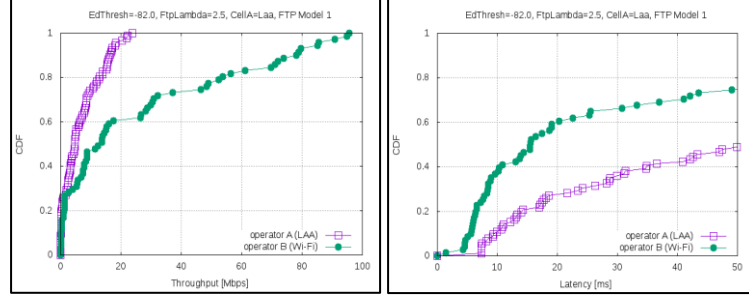 EdThresh=-82.0, FtpLambda=2.5, CellA=Laa, FTP Model 1
1
0.8
0.6
0.4
0.2
0
CDF
operator A (LAA)
operator B (Wi-Fi)
0 20 40 60 80 100
Throughput [Mbps]
EdThresh=-82.0, FtpLambda=2.5, CellA=Laa, FTP Model 1
1
0.8
0.6
0.4
0.2
0
CDF
operator A (LAA)
operator B (Wi-Fi)
0 10 20 30 40 50
Latency [ms]